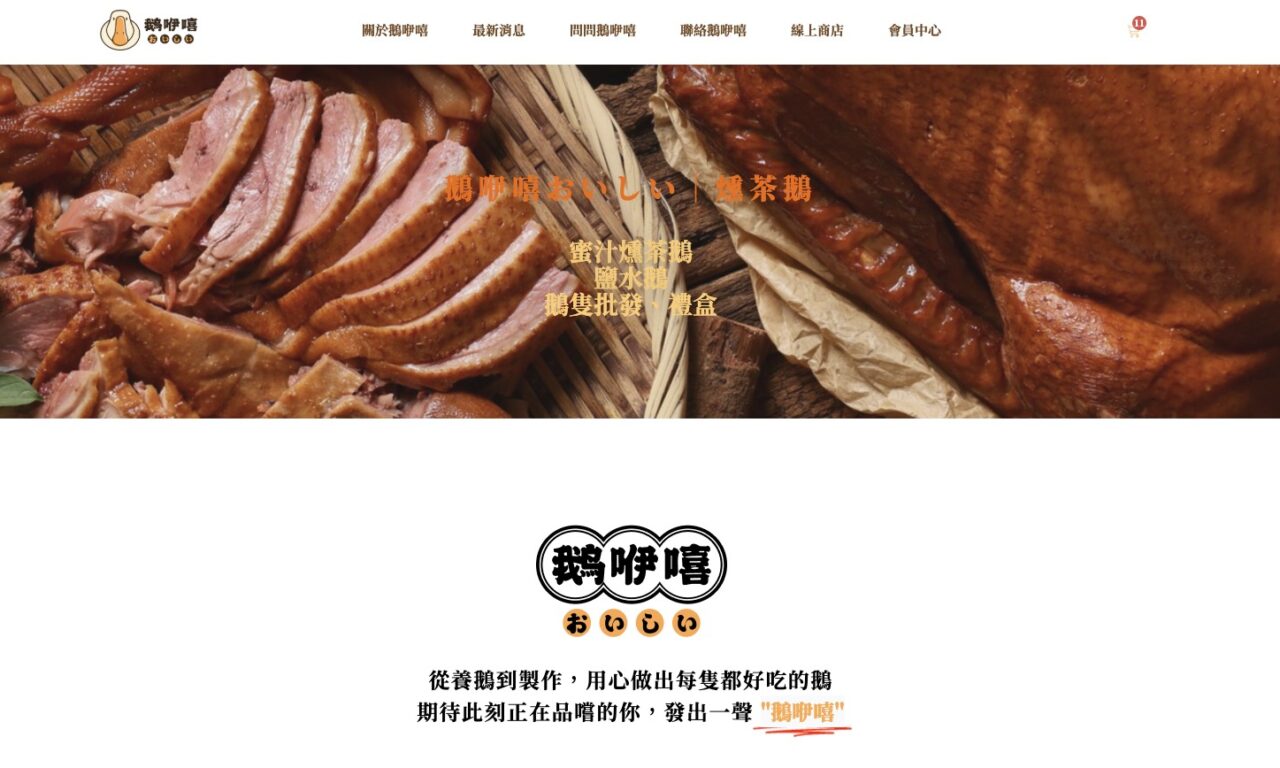 鵝咿嘻
おいしい
關於鵝咿嘻
最新消息
問問鵝咿嘻
聯絡鵝咿嘻
線上商店
會員中心
11
鵝咿嘻おいしい | 燻茶鵝
蜜汁燻茶鵝
鹽水鵝
鵝隻批發、禮盒
鵝咿嘻
おいしい
從養鵝到製作，用心做出每隻都好吃的鵝
期待此刻正在品嚐的你，發出一聲 "鵝咿嘻"